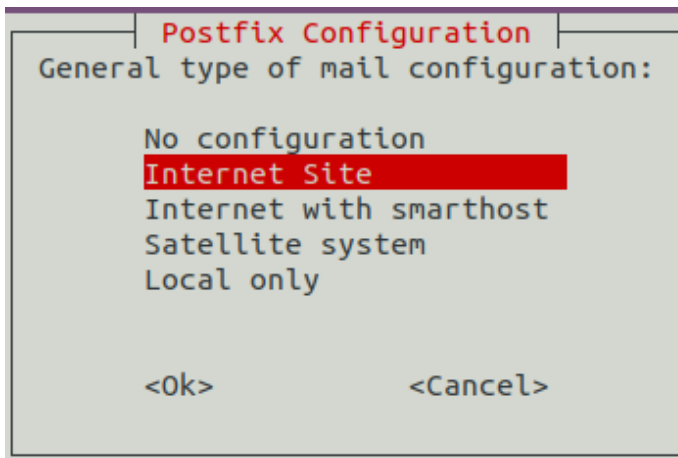 Postfix Configuration
General type of mail configuration:
No configuration
Internet Site
Internet with smarthost
Satellite system
Local only
<Ok> <Cancel>